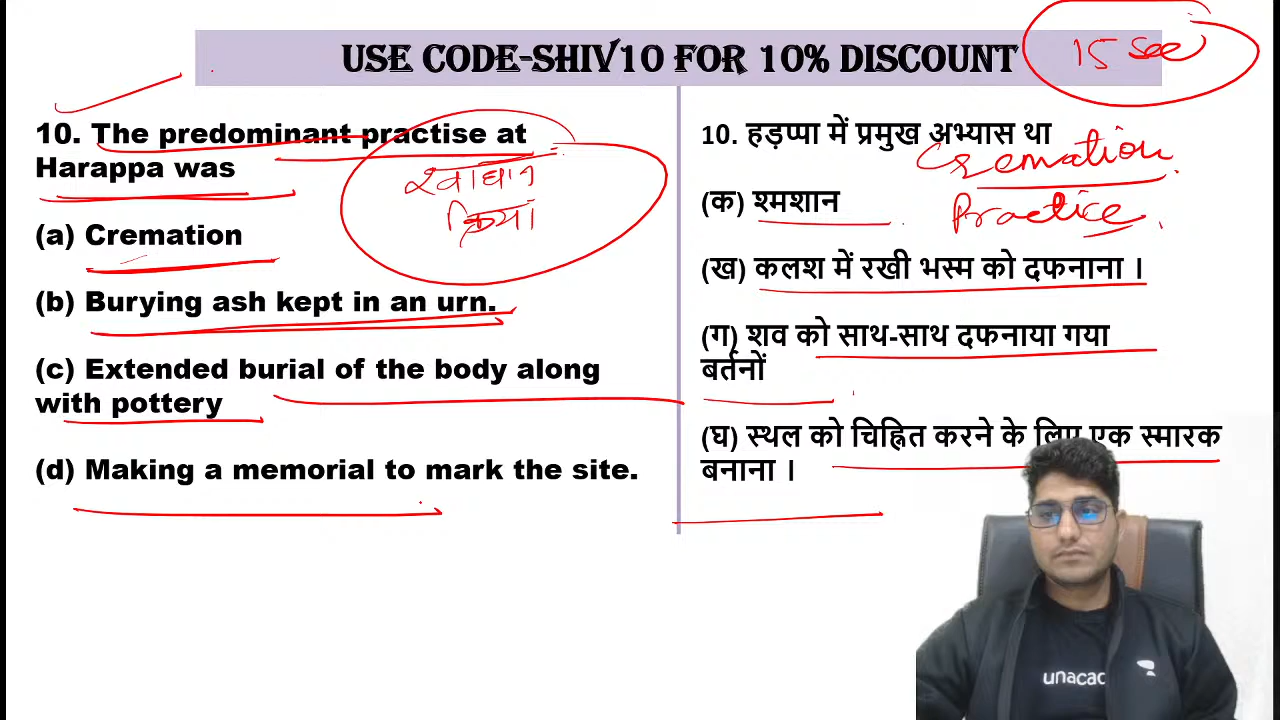 USE CODE-SHIV10 FOR 10% DISCOUNT
15 sec
10. The predominant practise at
Harappa was
(a) Cremation
(b) Burying ash kept in an urn.
(c) Extended burial of the body along
with pottery
(d) Making a memorial to mark the site.
10. हड़प्पा में प्रमुख अभ्यास था
Cremation
Practice
(क) श्मशान
(ख) कलश में रखी भस्म को दफनाना ।
(ग) शव को साथ-साथ दफनाया गया
बर्तनों
(घ) स्थल को चिह्नित करने के लिए एक स्मारक
बनाना ।